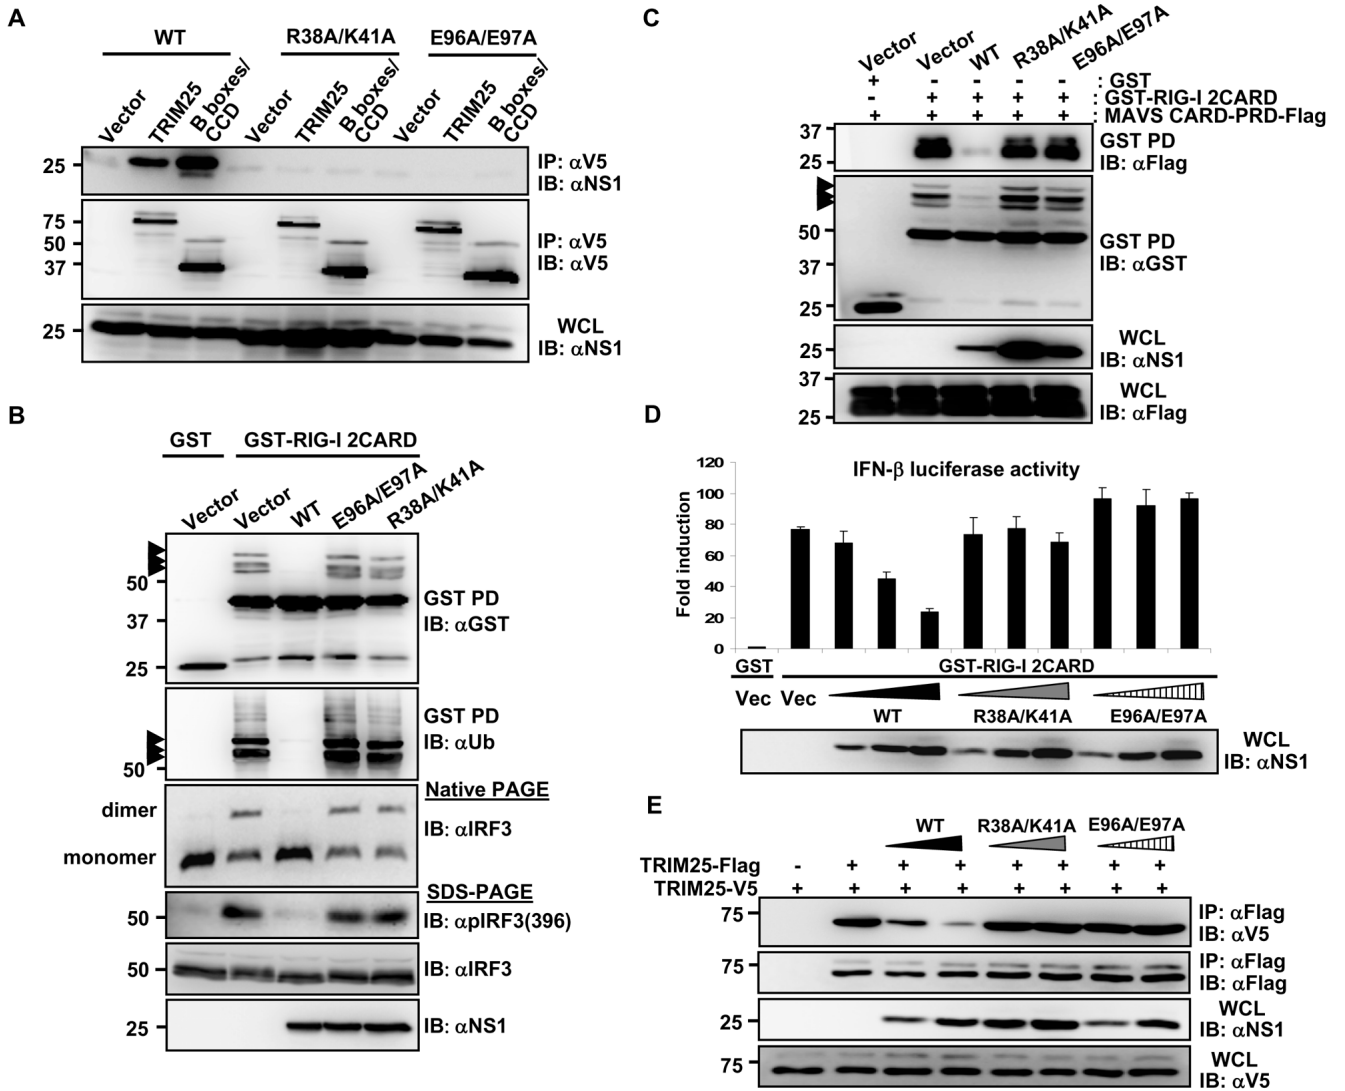 A
WT
R38A/K41A
E96A/E97A
Vector
TRIM25
B boxes/
CCD
Vector
TRIM25
B boxes/
CCD
Vector
TRIM25
B boxes/
CCD
25
IP: αV5
IB: αNS1
75
50
37
IP: αV5
IB: αV5
25
WCL
IB: αNS1
B
GST
GST-RIG-I 2CARD
Vector
Vector
WT
E96A/E97A
R38A/K41A
50
37
25
GST PD
IB: αGST
50
GST PD
IB: αUb
dimer
monomer
Native PAGE
IB: αIRF3
SDS-PAGE
50
IB: αpIRF3(396)
50
IB: αIRF3
25
IB: αNS1
C
Vector
Vector
WT
R38A/K41A
E96A/E97A
+ - - - - : GST
- + + + + : GST-RIG-I 2CARD
+ + + + + : MAVS CARD-PRD-Flag
37
25
GST PD
IB: αFlag
50
37
25
GST PD
IB: αGST
25
WCL
IB: αNS1
37
25
WCL
IB: αFlag
D
IFN-β luciferase activity
Fold induction
120
100
80
60
40
20
0
GST
GST-RIG-I 2CARD
Vec
Vec
WT
R38A/K41A
E96A/E97A
WCL
IB: αNS1
E
WT
R38A/K41A
E96A/E97A
TRIM25-Flag - + + + + + + +
TRIM25-V5 + + + + + + + +
75
IP: αFlag
IB: αV5
75
IP: αFlag
IB: αFlag
25
WCL
IB: αNS1
75
WCL
IB: αV5